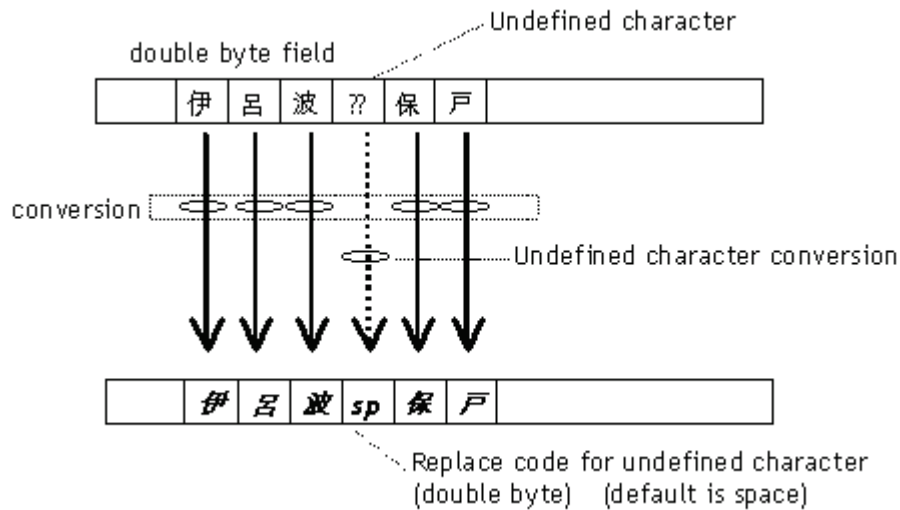 Undefined character
double byte field
伊 呂 波 ?? 保 戸
conversion
Undefined character conversion
伊 呂 波 sp 保 戸
Replace code for undefined character
(double byte) (default is space)